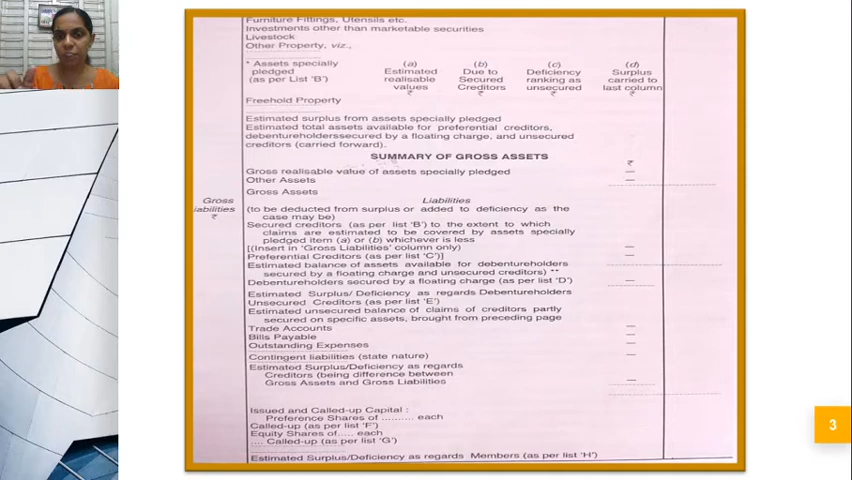 Furniture Fittings, Utensils etc.
Investments other than marketable securities
Livestock
Other Property, viz.,
* Assets specially (a) (b) (c) (d)
pledged Estimated Due to Deficiency Surplus
(as per List 'B') realisable Secured ranking as carried to
values Creditors unsecured last column
₹ ₹ ₹ ₹
Freehold Property
Estimated surplus from assets specially pledged
Estimated total assets available for preferential creditors,
debentureholderssecured by a floating charge, and unsecured
creditors (carried forward).
SUMMARY OF GROSS ASSETS
₹
Gross realisable value of assets specially pledged —
Other Assets —
Gross Assets
Gross Liabilities
iabilities (to be deducted from surplus or added to deficiency as the
₹ case may be)
Secured creditors (as per list 'B') to the extent to which
claims are estimated to be covered by assets specially
pledged item (a) or (b) whichever is less
[(Insert in 'Gross Liabilities' column only) —
Preferential Creditors (as per list 'C')] —
Estimated balance of assets available for debentureholders
secured by a floating charge and unsecured creditors) **
Debentureholders secured by a floating charge (as per list 'D') —
Estimated Surplus/ Deficiency as regards Debentureholders
Unsecured Creditors (as per list 'E')
Estimated unsecured balance of claims of creditors partly
secured on specific assets, brought from preceding page
Trade Accounts —
Bills Payable —
Outstanding Expenses —
Contingent liabilities (state nature) —
Estimated Surplus/Deficiency as regards
Creditors (being difference between
Gross Assets and Gross Liabilities —
Issued and Called-up Capital :
Preference Shares of .......... each
Called-up (as per list 'F')
Equity Shares of..... each
.... Called-up (as per list 'G')
Estimated Surplus/Deficiency as regards Members (as per list 'H')
3